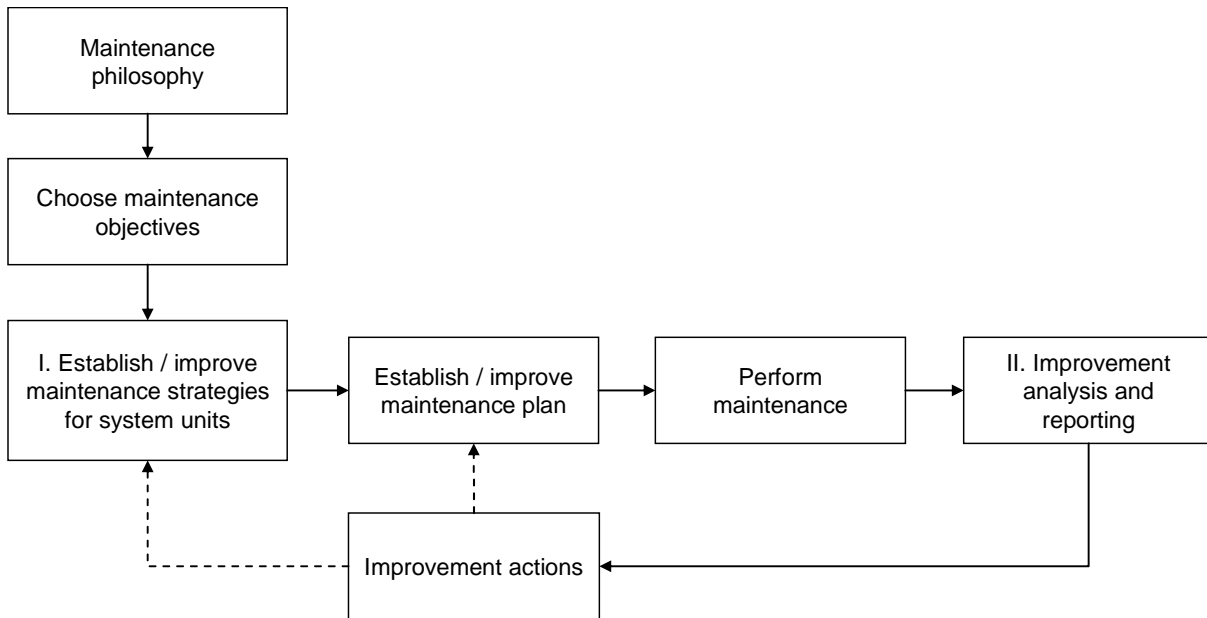 Maintenance
philosophy
Choose maintenance
objectives
I. Establish / improve
maintenance strategies
for system units
Establish / improve
maintenance plan
Perform
maintenance
II. Improvement
analysis and
reporting
Improvement actions